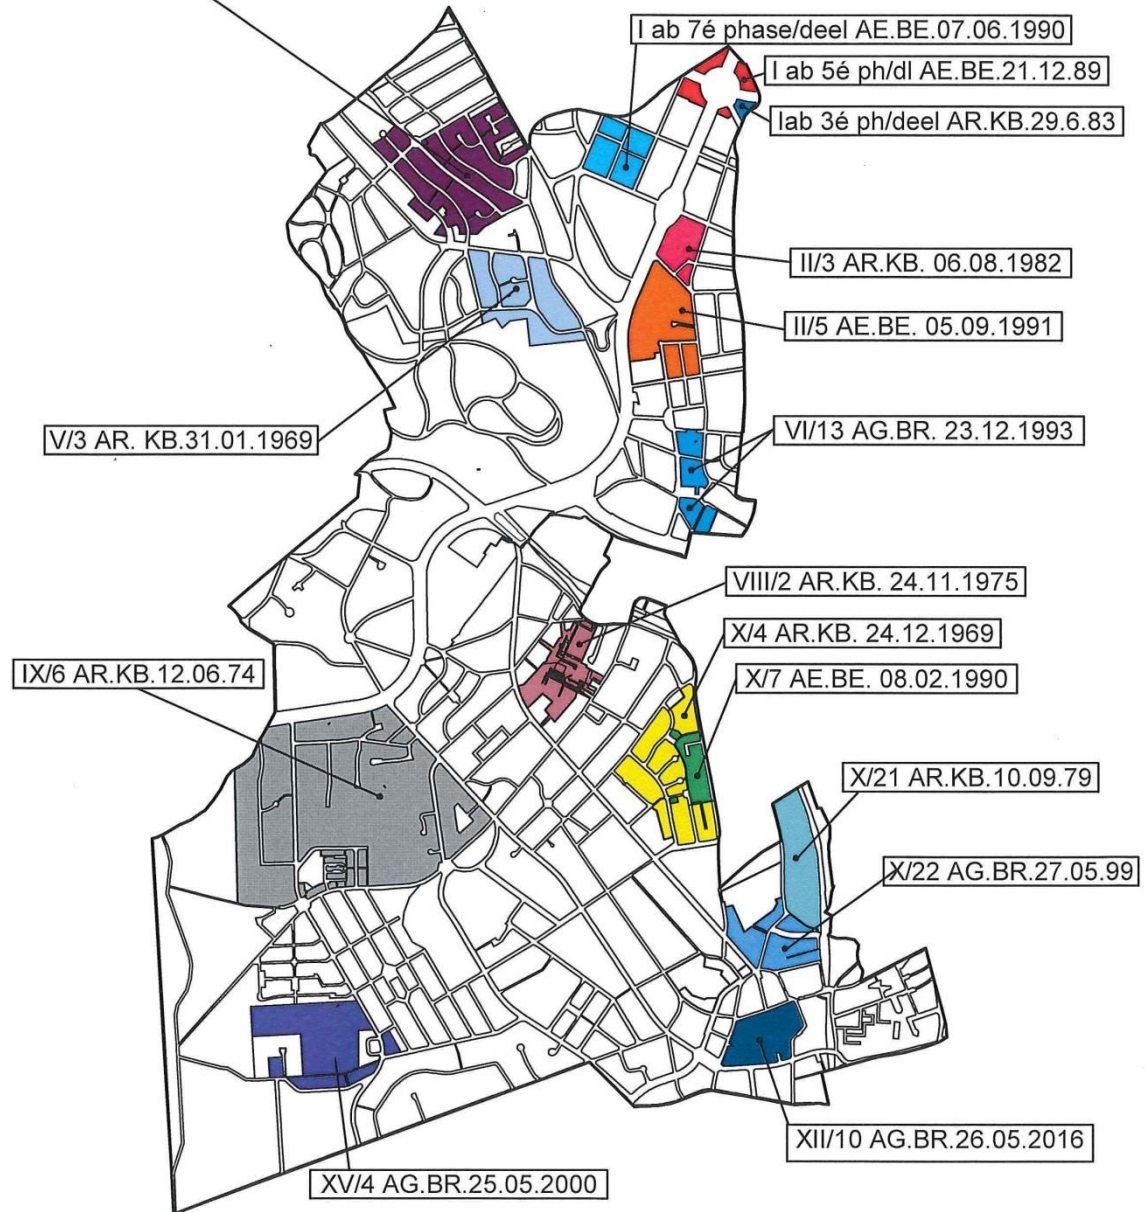 I ab 7é phase/deel AE.BE.07.06.1990
I ab 5é ph/dl AE.BE.21.12.89
Iab 3é ph/deel AR.KB.29.6.83
II/3 AR.KB. 06.08.1982
II/5 AE.BE. 05.09.1991
V/3 AR. KB.31.01.1969
VI/13 AG.BR. 23.12.1993
VIII/2 AR.KB. 24.11.1975
X/4 AR.KB. 24.12.1969
IX/6 AR.KB.12.06.74
X/7 AE.BE. 08.02.1990
X/21 AR.KB.10.09.79
X/22 AG.BR.27.05.99
XII/10 AG.BR.26.05.2016
XV/4 AG.BR.25.05.2000